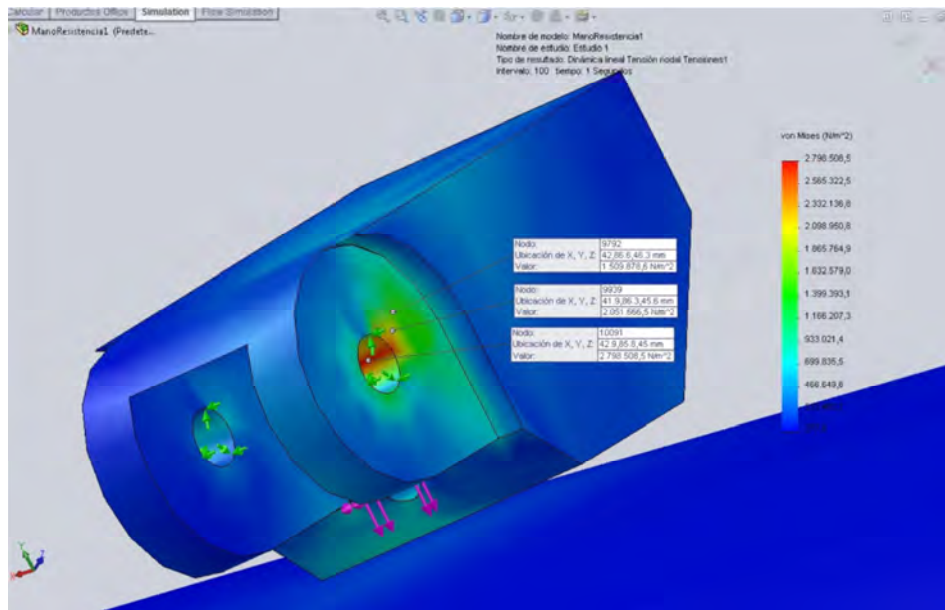 Calcular Productos Office Simulation Flow Simulation
ManoResistencia1 (Predete...
Nombre de modelo: ManoResistencia1
Nombre de estudio: Estudio 1
Tipo de resultado: Dinámica lineal Tensión nodal Tensiones1
Intervalo: 100 tiempo: 1 Segundos
von Mises (N/m^2)
2.798.508,5
2.565.322,5
2.332.136,8
2.098.950,8
1.865.764,9
1.632.579,0
1.399.393,1
1.166.207,3
933.021,4
699.835,5
466.649,6
Nodo: 9792
Ubicación de X, Y, Z: 42,86.6,46.3 mm
Valor: 1.509.878,6 N/m^2
Nodo: 9939
Ubicación de X, Y, Z: 41.9,86.3,45.6 mm
Valor: 2.051.666,5 N/m^2
Nodo: 10091
Ubicación de X, Y, Z: 42.9,85.8,45 mm
Valor: 2.798.508,5 N/m^2